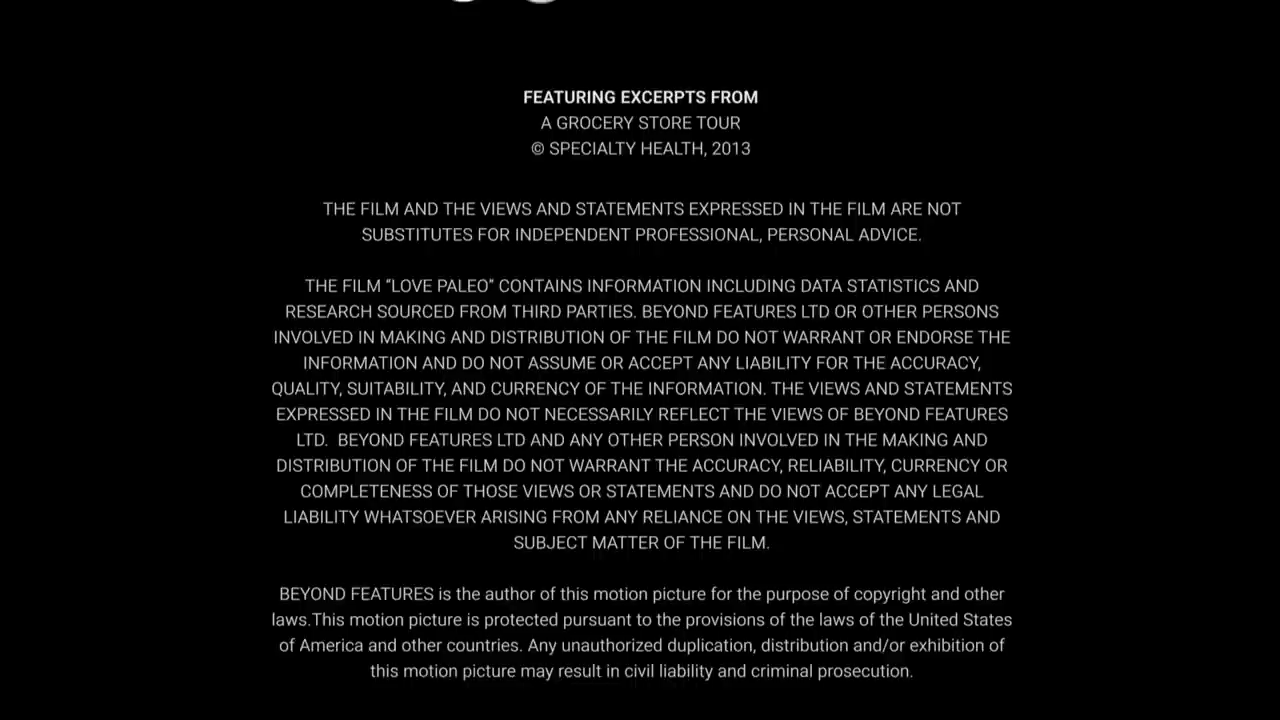 FEATURING EXCERPTS FROM
A GROCERY STORE TOUR
© SPECIALTY HEALTH, 2013
THE FILM AND THE VIEWS AND STATEMENTS EXPRESSED IN THE FILM ARE NOT
SUBSTITUTES FOR INDEPENDENT PROFESSIONAL, PERSONAL ADVICE.
THE FILM “LOVE PALEO” CONTAINS INFORMATION INCLUDING DATA STATISTICS AND
RESEARCH SOURCED FROM THIRD PARTIES. BEYOND FEATURES LTD OR OTHER PERSONS
INVOLVED IN MAKING AND DISTRIBUTION OF THE FILM DO NOT WARRANT OR ENDORSE THE
INFORMATION AND DO NOT ASSUME OR ACCEPT ANY LIABILITY FOR THE ACCURACY,
QUALITY, SUITABILITY, AND CURRENCY OF THE INFORMATION. THE VIEWS AND STATEMENTS
EXPRESSED IN THE FILM DO NOT NECESSARILY REFLECT THE VIEWS OF BEYOND FEATURES
LTD.  BEYOND FEATURES LTD AND ANY OTHER PERSON INVOLVED IN THE MAKING AND
DISTRIBUTION OF THE FILM DO NOT WARRANT THE ACCURACY, RELIABILITY, CURRENCY OR
COMPLETENESS OF THOSE VIEWS OR STATEMENTS AND DO NOT ACCEPT ANY LEGAL
LIABILITY WHATSOEVER ARISING FROM ANY RELIANCE ON THE VIEWS, STATEMENTS AND
SUBJECT MATTER OF THE FILM.
BEYOND FEATURES is the author of this motion picture for the purpose of copyright and other
laws.This motion picture is protected pursuant to the provisions of the laws of the United States
of America and other countries. Any unauthorized duplication, distribution and/or exhibition of
this motion picture may result in civil liability and criminal prosecution.